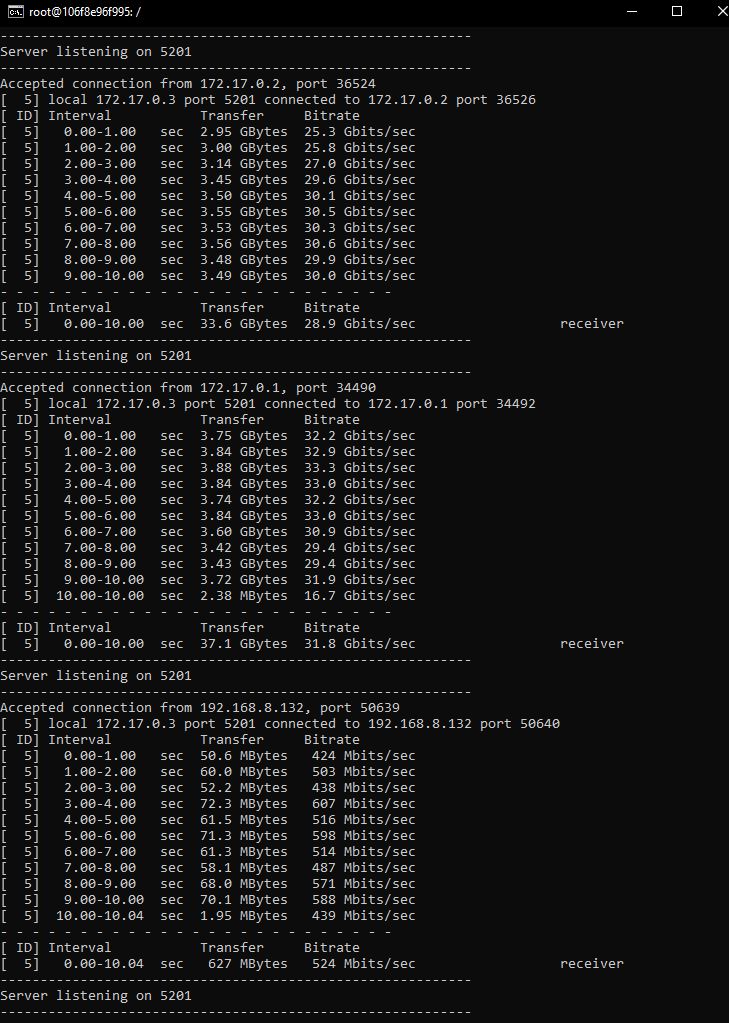 root@106f8e96f995: /
-----------------------------------------------------------
Server listening on 5201
-----------------------------------------------------------
Accepted connection from 172.17.0.2, port 36524
[  5] local 172.17.0.3 port 5201 connected to 172.17.0.2 port 36526
[ ID] Interval           Transfer     Bitrate
[  5]   0.00-1.00   sec  2.95 GBytes  25.3 Gbits/sec
[  5]   1.00-2.00   sec  3.00 GBytes  25.8 Gbits/sec
[  5]   2.00-3.00   sec  3.14 GBytes  27.0 Gbits/sec
[  5]   3.00-4.00   sec  3.45 GBytes  29.6 Gbits/sec
[  5]   4.00-5.00   sec  3.50 GBytes  30.1 Gbits/sec
[  5]   5.00-6.00   sec  3.55 GBytes  30.5 Gbits/sec
[  5]   6.00-7.00   sec  3.53 GBytes  30.3 Gbits/sec
[  5]   7.00-8.00   sec  3.56 GBytes  30.6 Gbits/sec
[  5]   8.00-9.00   sec  3.48 GBytes  29.9 Gbits/sec
[  5]   9.00-10.00  sec  3.49 GBytes  30.0 Gbits/sec
- - - - - - - - - - - - - - - - - - - - - - - - -
[ ID] Interval           Transfer     Bitrate
[  5]   0.00-10.00  sec  33.6 GBytes  28.9 Gbits/sec                  receiver
-----------------------------------------------------------
Server listening on 5201
-----------------------------------------------------------
Accepted connection from 172.17.0.1, port 34490
[  5] local 172.17.0.3 port 5201 connected to 172.17.0.1 port 34492
[ ID] Interval           Transfer     Bitrate
[  5]   0.00-1.00   sec  3.75 GBytes  32.2 Gbits/sec
[  5]   1.00-2.00   sec  3.84 GBytes  32.9 Gbits/sec
[  5]   2.00-3.00   sec  3.88 GBytes  33.3 Gbits/sec
[  5]   3.00-4.00   sec  3.84 GBytes  33.0 Gbits/sec
[  5]   4.00-5.00   sec  3.74 GBytes  32.2 Gbits/sec
[  5]   5.00-6.00   sec  3.84 GBytes  33.0 Gbits/sec
[  5]   6.00-7.00   sec  3.60 GBytes  30.9 Gbits/sec
[  5]   7.00-8.00   sec  3.42 GBytes  29.4 Gbits/sec
[  5]   8.00-9.00   sec  3.43 GBytes  29.4 Gbits/sec
[  5]   9.00-10.00  sec  3.72 GBytes  31.9 Gbits/sec
[  5]  10.00-10.00  sec  2.38 MBytes  16.7 Gbits/sec
- - - - - - - - - - - - - - - - - - - - - - - - -
[ ID] Interval           Transfer     Bitrate
[  5]   0.00-10.00  sec  37.1 GBytes  31.8 Gbits/sec                  receiver
-----------------------------------------------------------
Server listening on 5201
-----------------------------------------------------------
Accepted connection from 192.168.8.132, port 50639
[  5] local 172.17.0.3 port 5201 connected to 192.168.8.132 port 50640
[ ID] Interval           Transfer     Bitrate
[  5]   0.00-1.00   sec  50.6 MBytes   424 Mbits/sec
[  5]   1.00-2.00   sec  60.0 MBytes   503 Mbits/sec
[  5]   2.00-3.00   sec  52.2 MBytes   438 Mbits/sec
[  5]   3.00-4.00   sec  72.3 MBytes   607 Mbits/sec
[  5]   4.00-5.00   sec  61.5 MBytes   516 Mbits/sec
[  5]   5.00-6.00   sec  71.3 MBytes   598 Mbits/sec
[  5]   6.00-7.00   sec  61.3 MBytes   514 Mbits/sec
[  5]   7.00-8.00   sec  58.1 MBytes   487 Mbits/sec
[  5]   8.00-9.00   sec  68.0 MBytes   571 Mbits/sec
[  5]   9.00-10.00  sec  70.1 MBytes   588 Mbits/sec
[  5]  10.00-10.04  sec  1.95 MBytes   439 Mbits/sec
- - - - - - - - - - - - - - - - - - - - - - - - -
[ ID] Interval           Transfer     Bitrate
[  5]   0.00-10.04  sec   627 MBytes   524 Mbits/sec                  receiver
-----------------------------------------------------------
Server listening on 5201
-----------------------------------------------------------